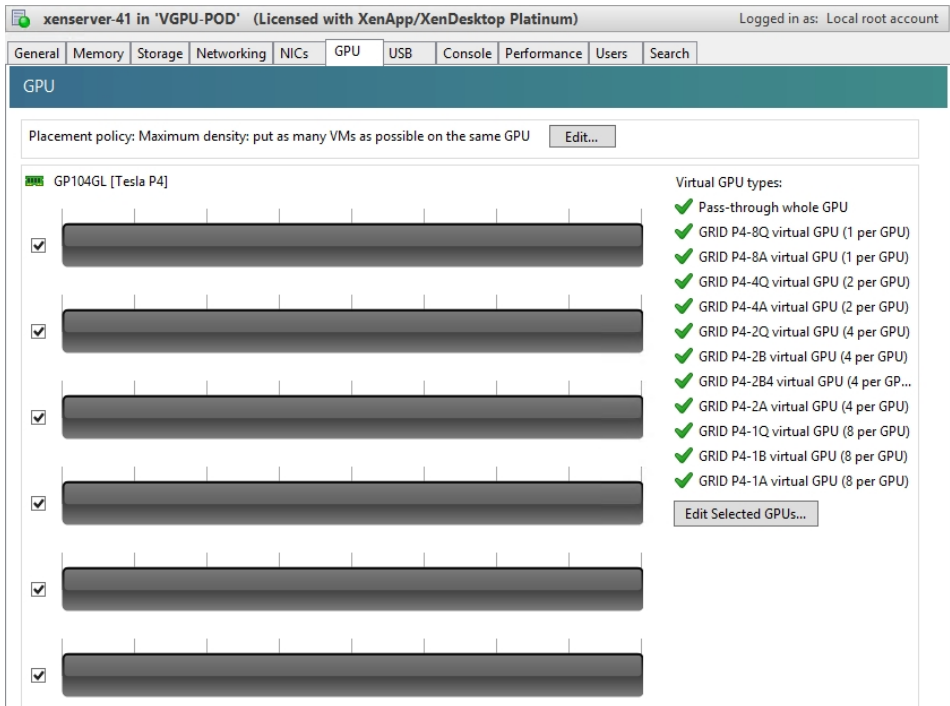 xenserver-41 in 'VGPU-POD' (Licensed with XenApp/XenDesktop Platinum) Logged in as: Local root account
General Memory Storage Networking NICs GPU USB Console Performance Users Search
GPU
Placement policy: Maximum density: put as many VMs as possible on the same GPU Edit...
GP104GL [Tesla P4]
Virtual GPU types:
Pass-through whole GPU
GRID P4-8Q virtual GPU (1 per GPU)
GRID P4-8A virtual GPU (1 per GPU)
GRID P4-4Q virtual GPU (2 per GPU)
GRID P4-4A virtual GPU (2 per GPU)
GRID P4-2Q virtual GPU (4 per GPU)
GRID P4-2B virtual GPU (4 per GPU)
GRID P4-2B4 virtual GPU (4 per GP...
GRID P4-2A virtual GPU (4 per GPU)
GRID P4-1Q virtual GPU (8 per GPU)
GRID P4-1B virtual GPU (8 per GPU)
GRID P4-1A virtual GPU (8 per GPU)
Edit Selected GPUs...